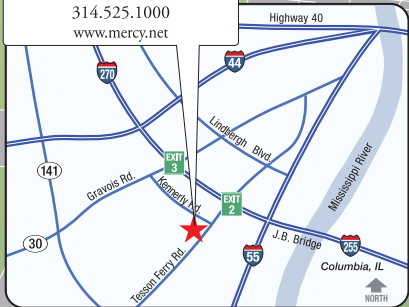 314.525.1000
www.mercy.net
Highway 40
44
270
Lindbergh Blvd.
EXIT
3
141
Gravois Rd.
Kennerly Rd.
EXIT
2
Mississippi River
30
Tesson Ferry Rd.
J.B. Bridge
55
255
Columbia, IL
NORTH